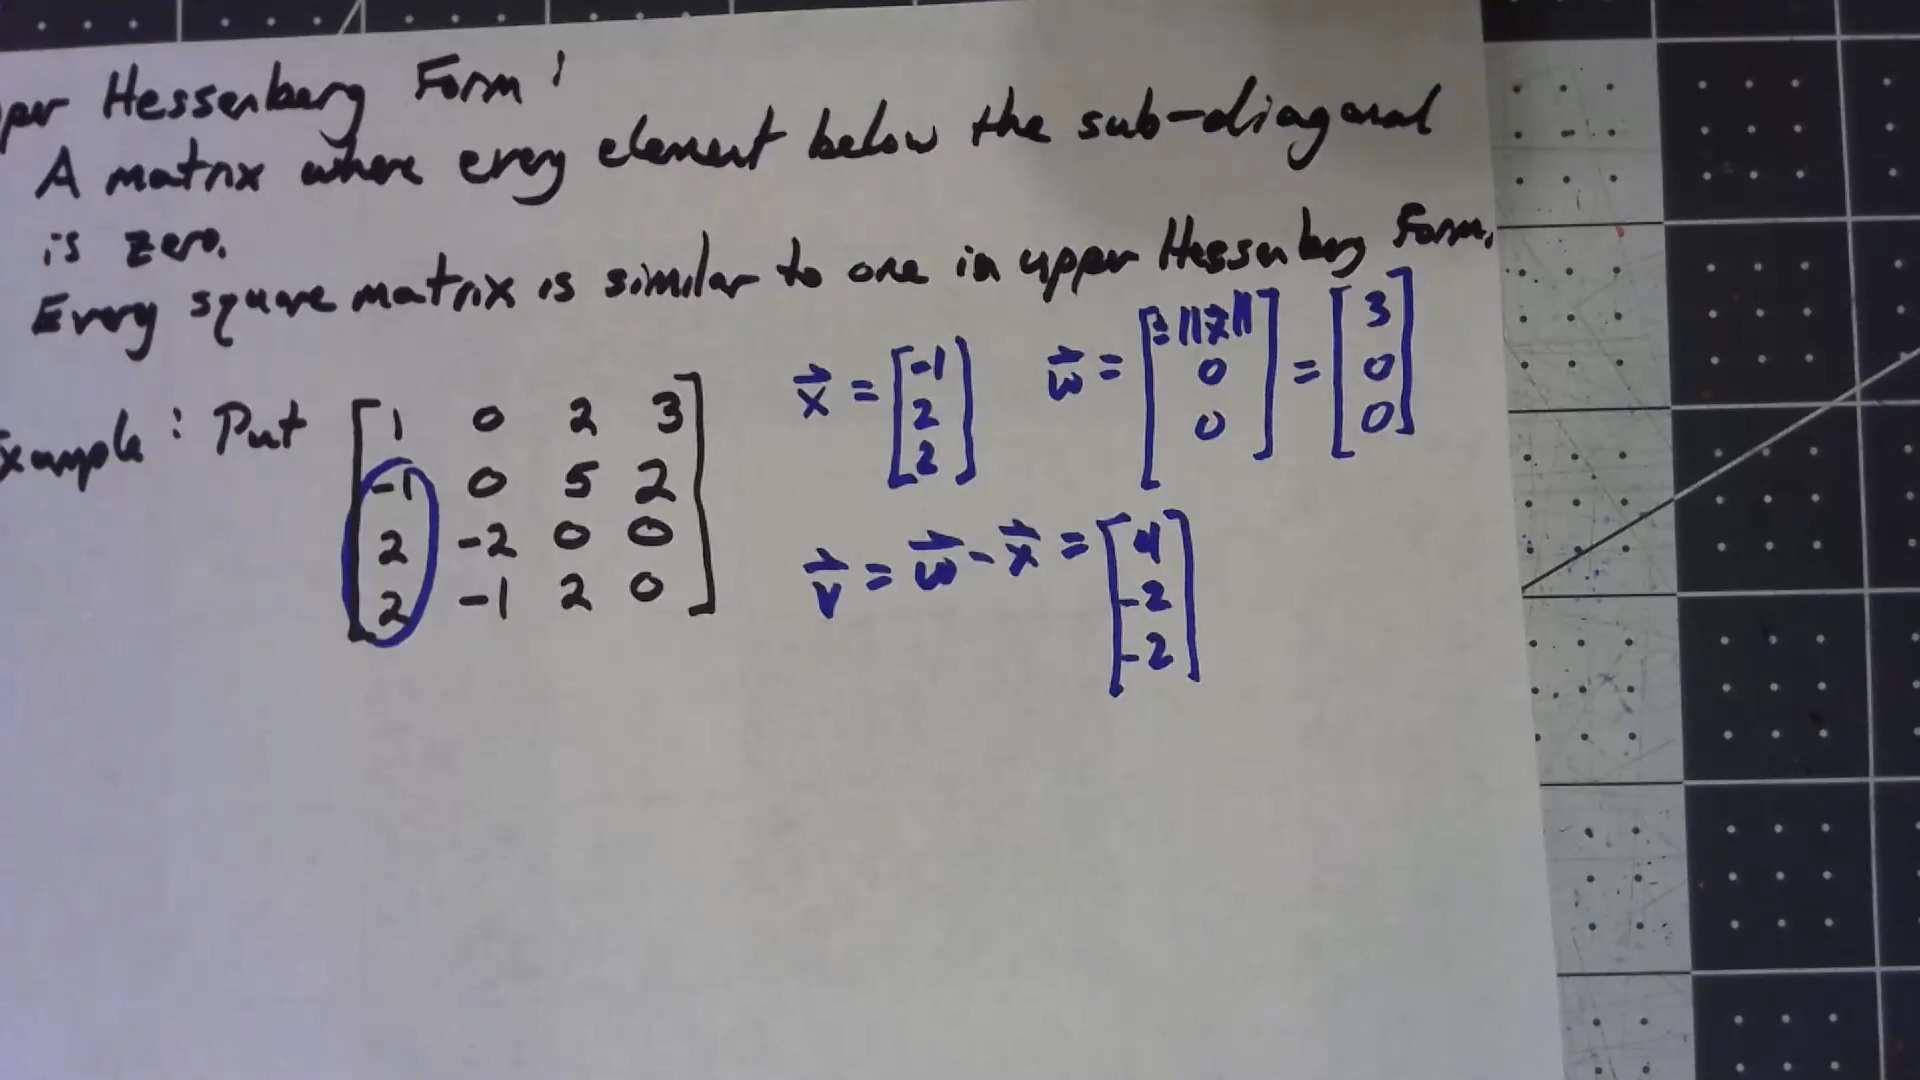 per Hessenberg Form:
A matrix where every element below the sub-diagonal
is zero.
Every square matrix is similar to one in upper Hessenberg Form.
xample: Put [1 0 2 3; -1 0 5 2; 2 -2 0 0; 2 -1 2 0]
x⃗ = [-1; 2; 2] w⃗ = [±||x⃗||; 0; 0] = [3; 0; 0]
v⃗ = w⃗ - x⃗ = [4; -2; -2]